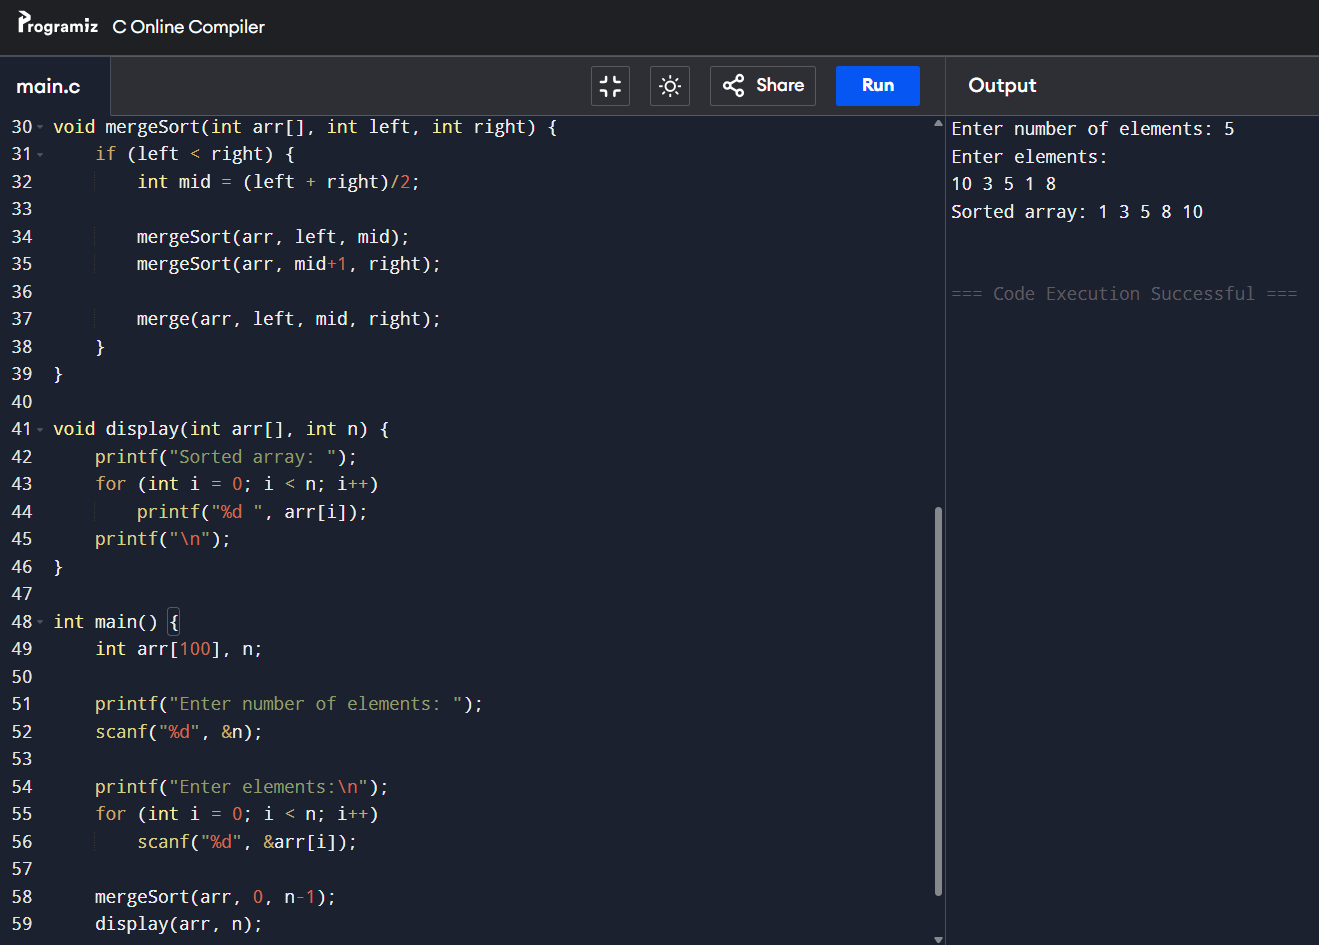 Programiz C Online Compiler
main.c Share Run Output
30 void mergeSort(int arr[], int left, int right) {
31     if (left < right) {
32         int mid = (left + right)/2;
33
34         mergeSort(arr, left, mid);
35         mergeSort(arr, mid+1, right);
36
37         merge(arr, left, mid, right);
38     }
39 }
40
41 void display(int arr[], int n) {
42     printf("Sorted array: ");
43     for (int i = 0; i < n; i++)
44         printf("%d ", arr[i]);
45     printf("\n");
46 }
47
48 int main() {
49     int arr[100], n;
50
51     printf("Enter number of elements: ");
52     scanf("%d", &n);
53
54     printf("Enter elements:\n");
55     for (int i = 0; i < n; i++)
56         scanf("%d", &arr[i]);
57
58     mergeSort(arr, 0, n-1);
59     display(arr, n);
Enter number of elements: 5
Enter elements:
10 3 5 1 8
Sorted array: 1 3 5 8 10
=== Code Execution Successful ===